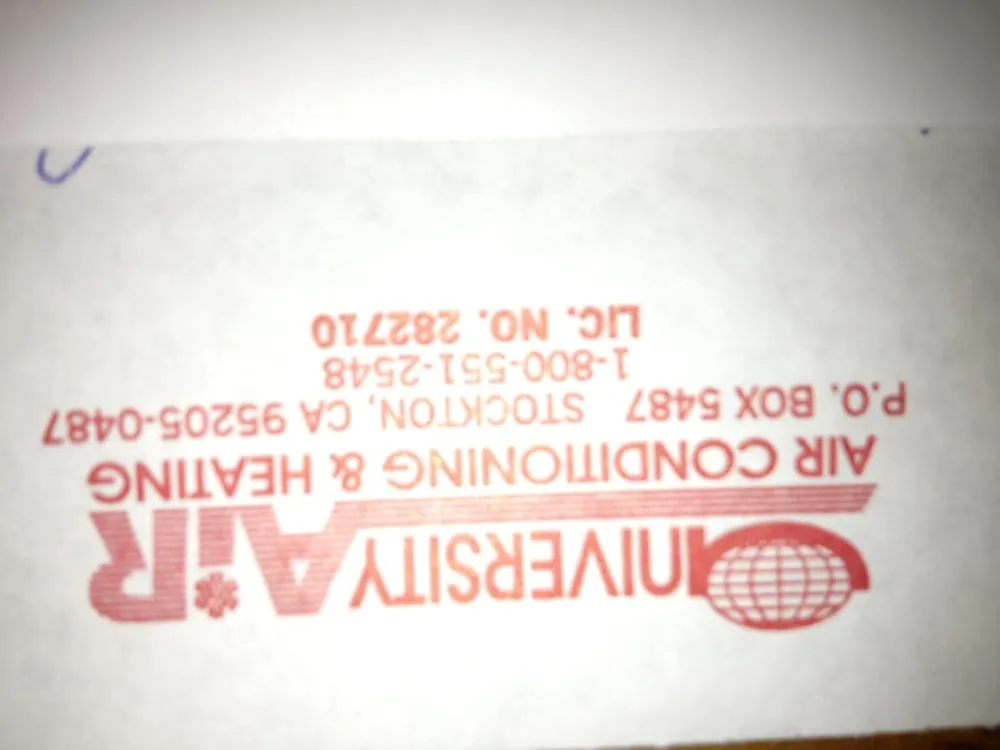 UNIVERSITY AiR
AIR CONDITIONING & HEATING
P.O. BOX 5487 STOCKTON, CA 95205-0487
1-800-551-2548
LIC. NO. 282710